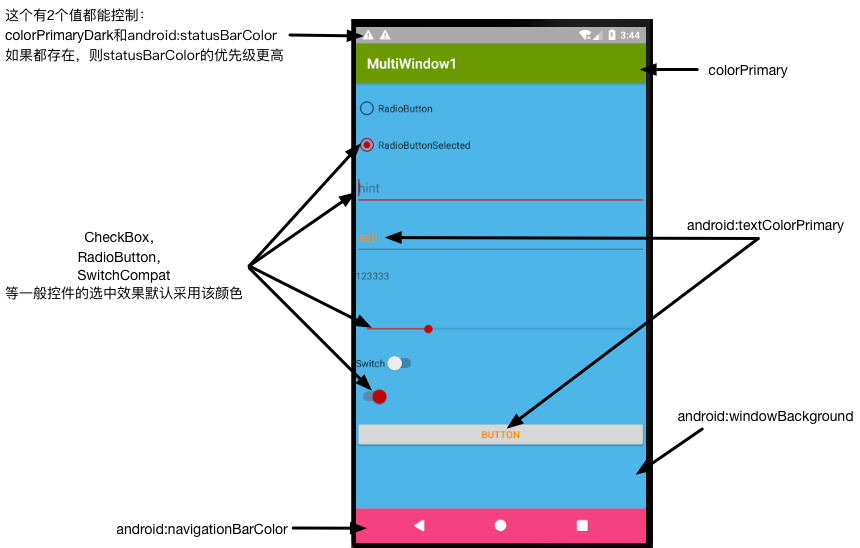 这个有2个值都能控制：
colorPrimaryDark和android:statusBarColor
如果都存在，则statusBarColor的优先级更高
3:44
MultiWindow1
colorPrimary
RadioButton
RadioButtonSelected
hint
android:textColorPrimary
edit
CheckBox，
RadioButton，
SwitchCompat
等一般控件的选中效果默认采用该颜色
123333
Switch
android:windowBackground
BUTTON
android:navigationBarColor